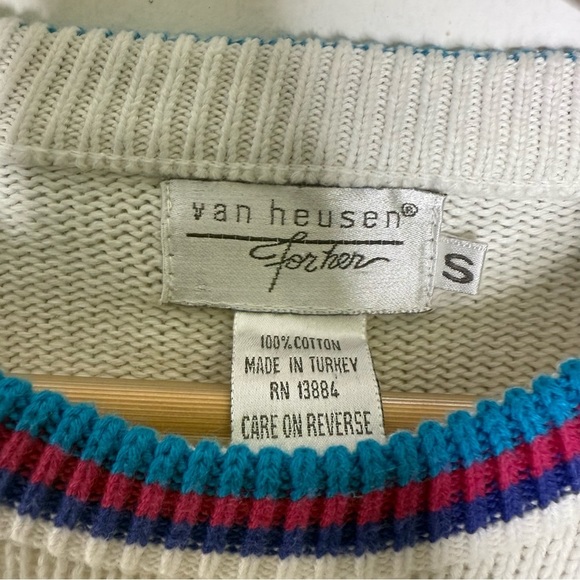 van heusen®
for her
S
100% COTTON
MADE IN TURKEY
RN 13884
CARE ON REVERSE